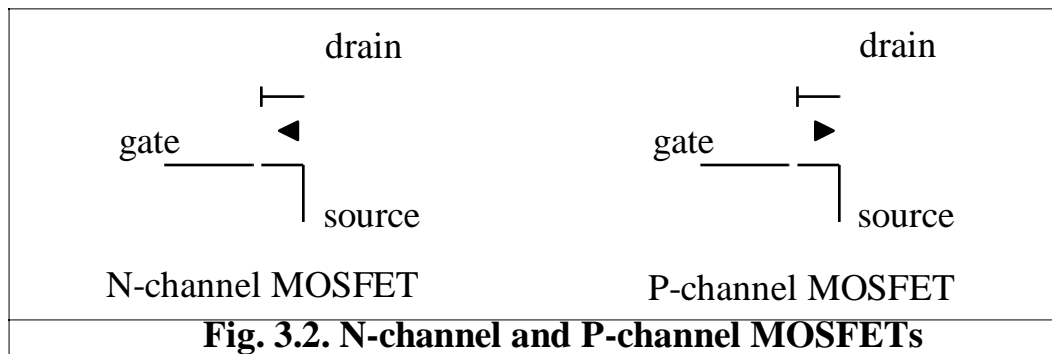 drain
drain
gate
gate
source
source
N-channel MOSFET
P-channel MOSFET
Fig. 3.2. N-channel and P-channel MOSFETs